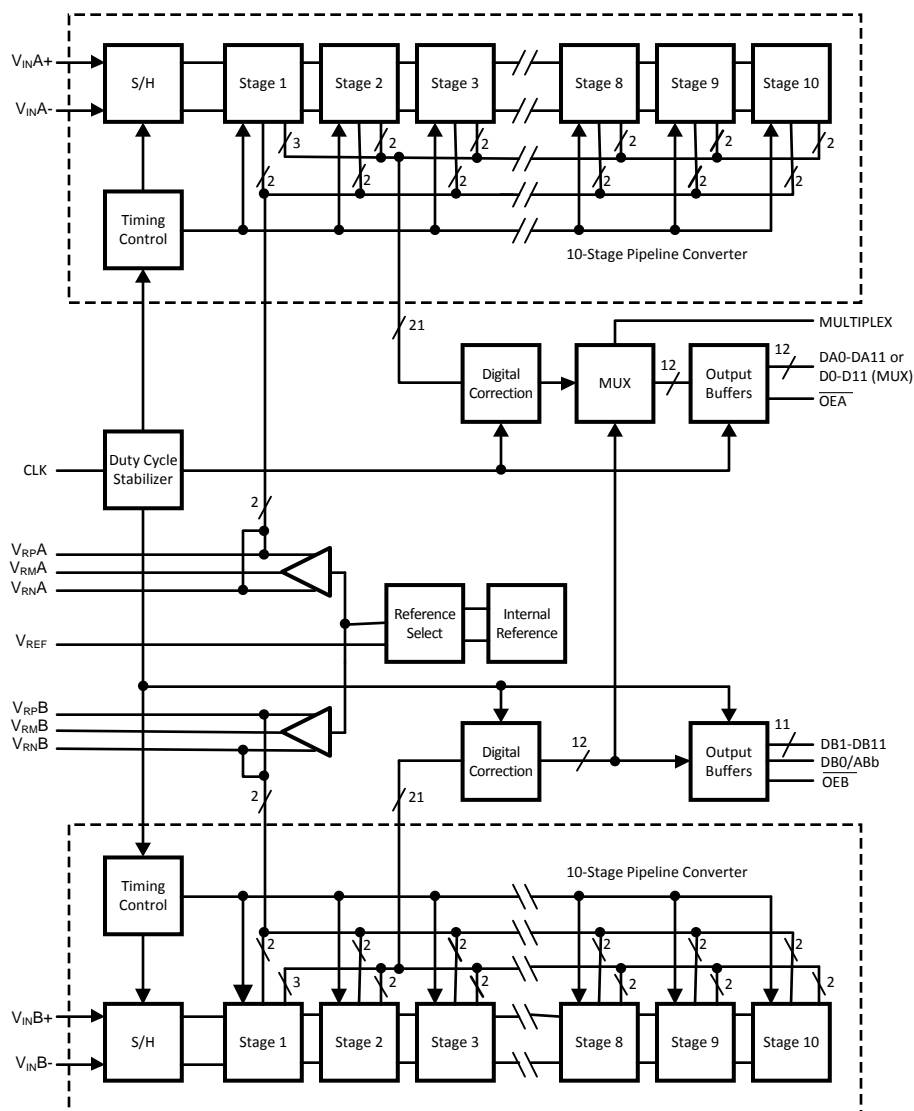 VINA+
VINA-
S/H
Stage 1
Stage 2
Stage 3
Stage 8
Stage 9
Stage 10
3
2
2
2
2
2
2
2
2
2
2
2
Timing
Control
10-Stage Pipeline Converter
21
MULTIPLEX
Digital
Correction
MUX
12
Output
Buffers
12
DA0-DA11 or
D0-D11 (MUX)
OEA
CLK
Duty Cycle
Stabilizer
2
VRPA
VRMA
VRNA
Reference
Select
Internal
Reference
VREF
VRPB
VRMB
VRNB
Digital
Correction
12
Output
Buffers
11
DB1-DB11
DB0/ABb
OEB
2
21
Timing
Control
10-Stage Pipeline Converter
2
2
2
2
2
2
3
2
2
2
2
2
VINB+
VINB-
S/H
Stage 1
Stage 2
Stage 3
Stage 8
Stage 9
Stage 10